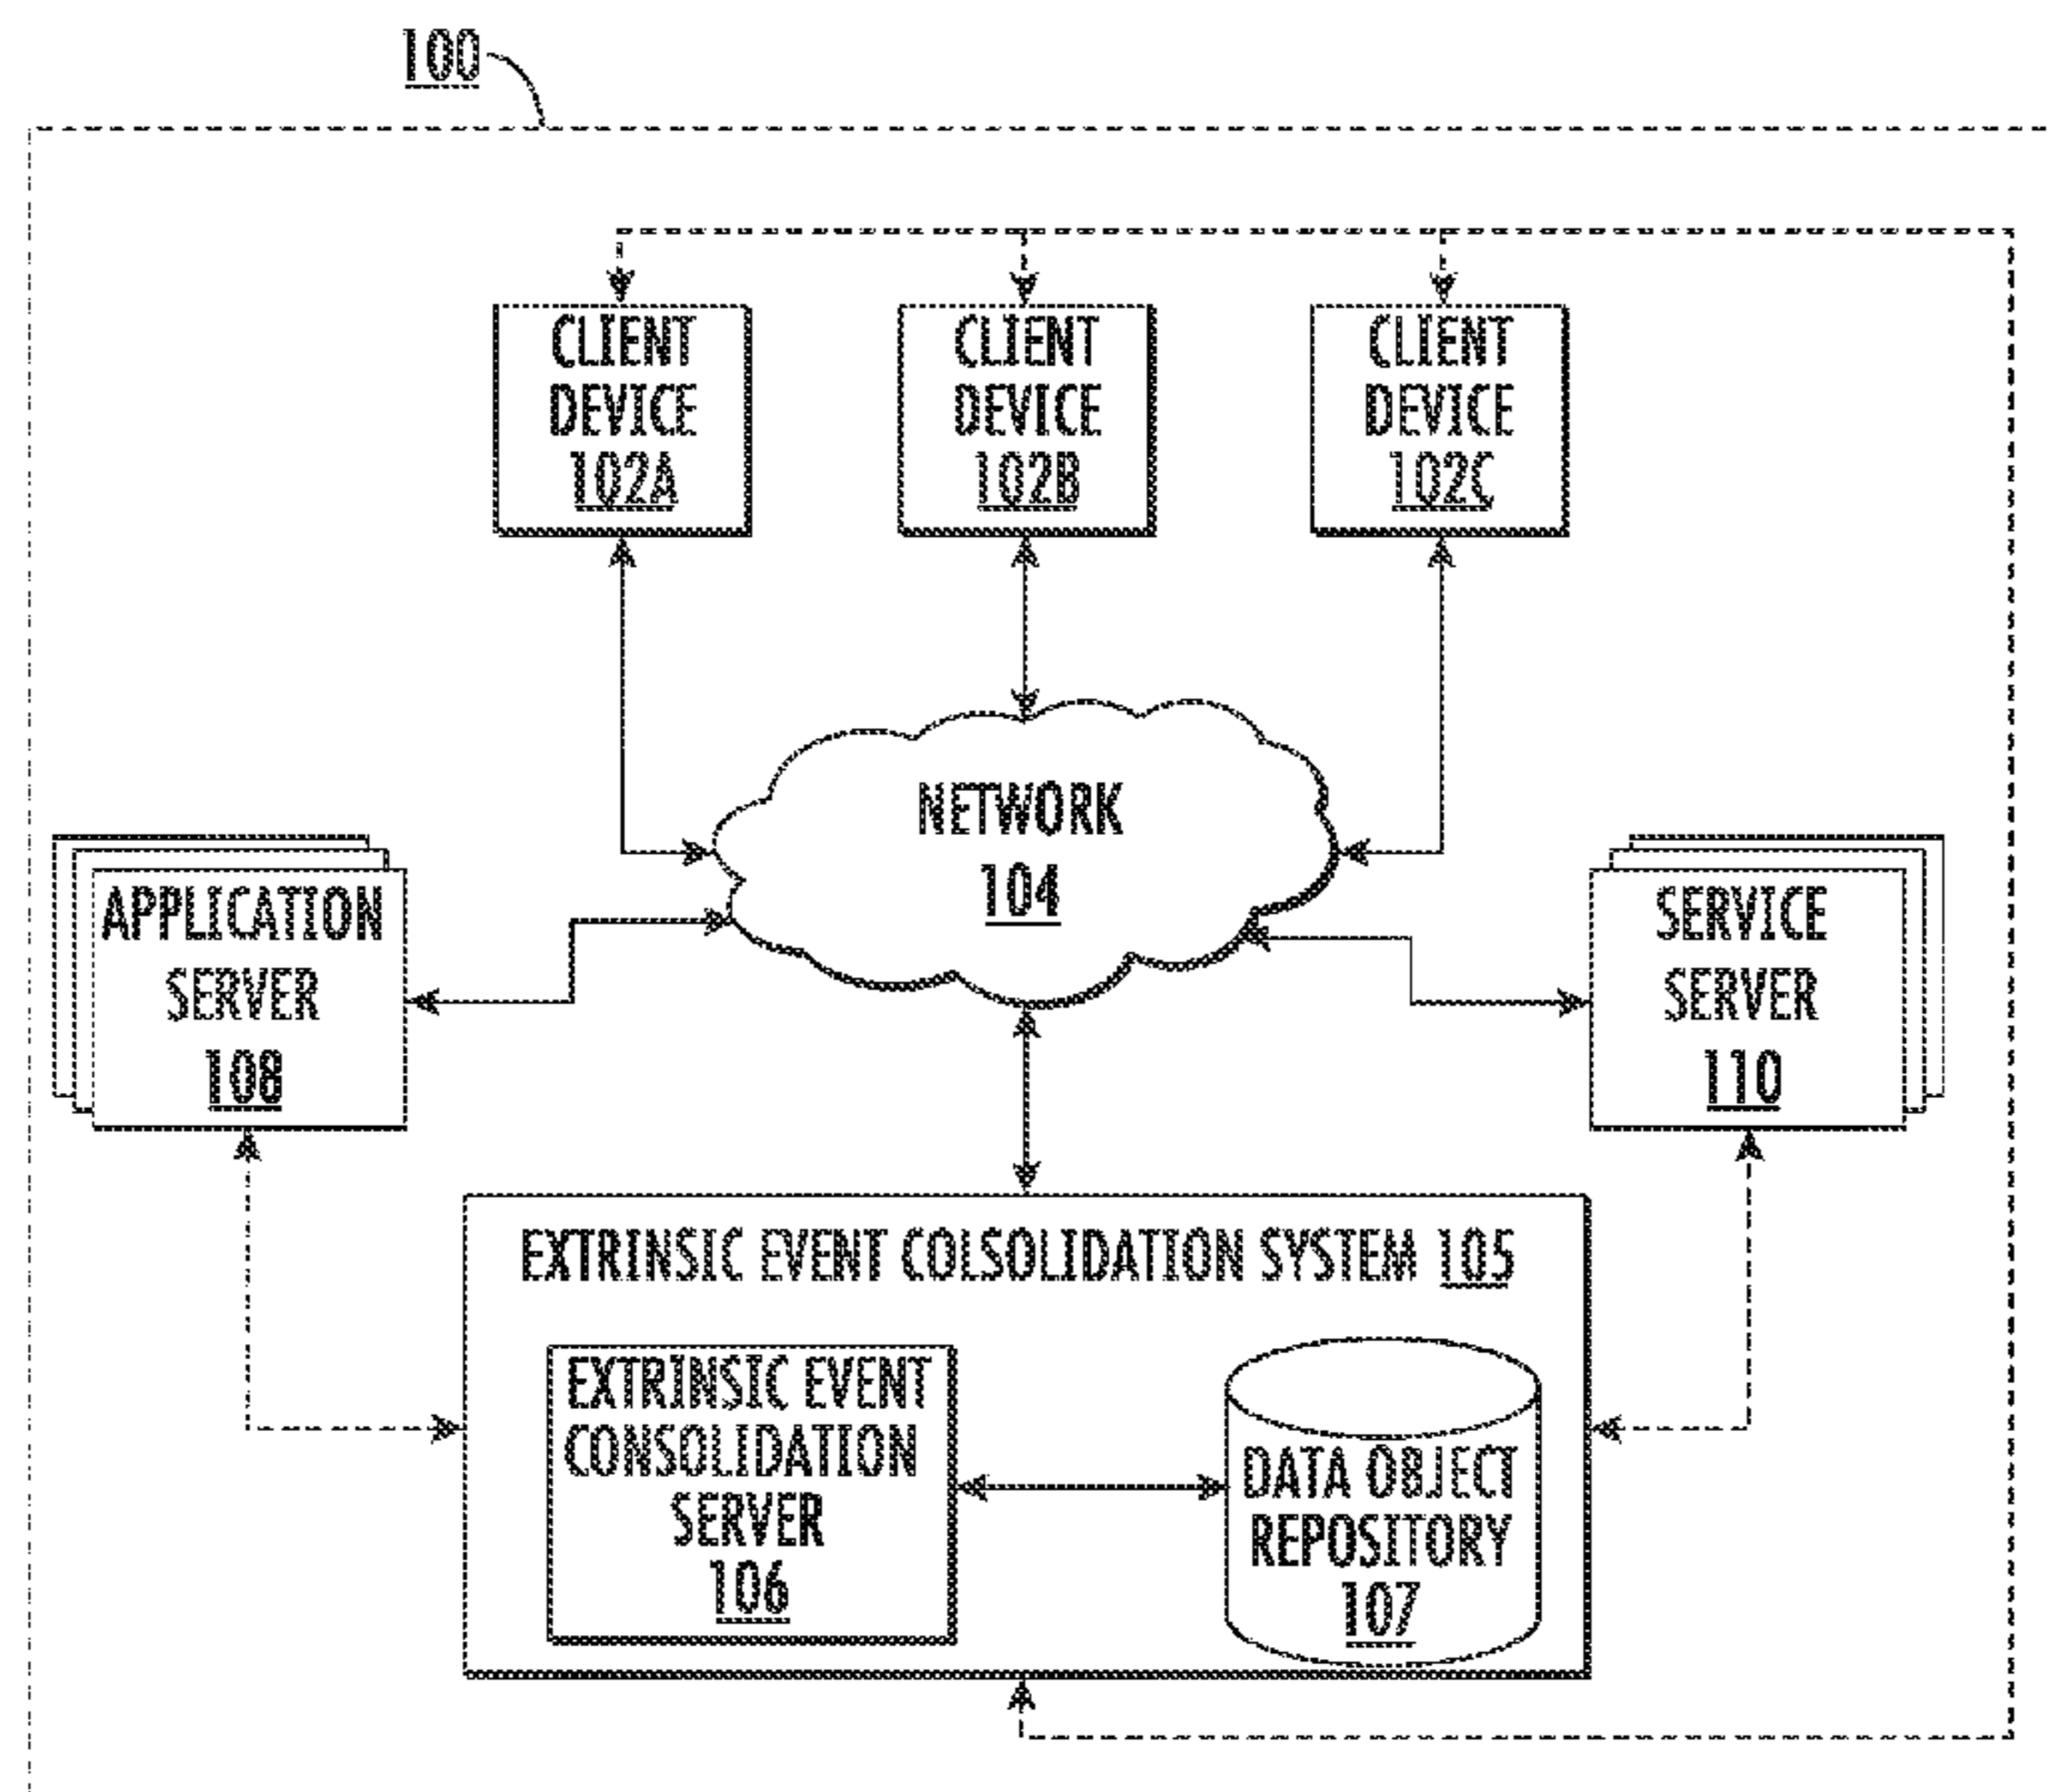 100
CLIENT
DEVICE
102A
CLIENT
DEVICE
102B
CLIENT
DEVICE
102C
NETWORK
104
APPLICATION
SERVER
108
SERVICE
SERVER
110
EXTRINSIC EVENT COLSOLIDATION SYSTEM 105
EXTRINSIC EVENT
CONSOLIDATION
SERVER
106
DATA OBJECT
REPOSITORY
107